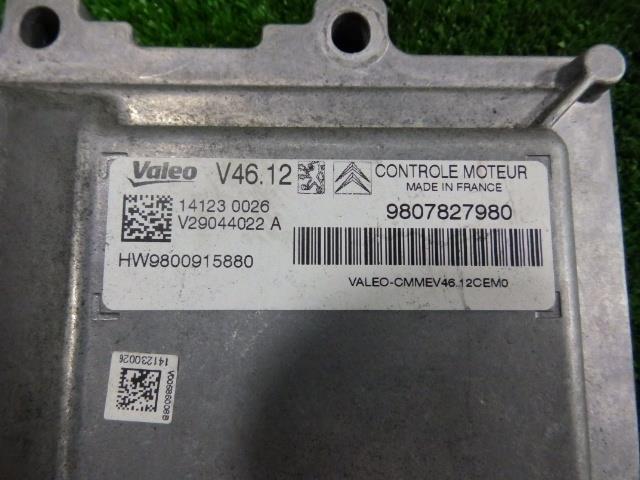 Valeo V46.12 CONTROLE MOTEUR
MADE IN FRANCE
14123 0026
V29044022 A
9807827980
HW9800915880
VALEO-CMMEV46.12CEM0
141230026